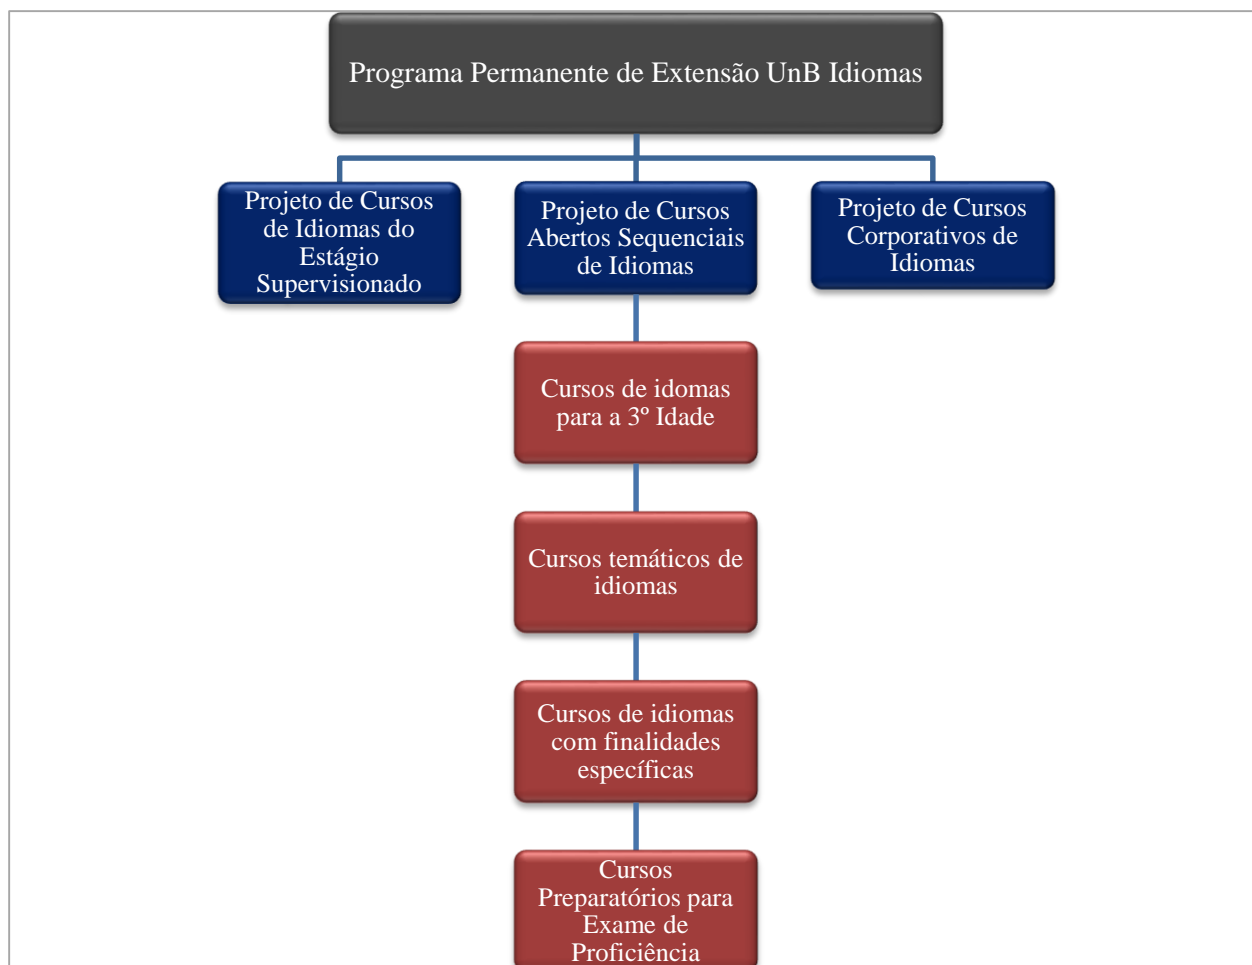 Programa Permanente de Extensão UnB Idiomas
Projeto de Cursos
de Idiomas do
Estágio
Supervisionado
Projeto de Cursos
Abertos Sequenciais
de Idiomas
Projeto de Cursos
Corporativos de
Idiomas
Cursos de idomas
para a 3º Idade
Cursos temáticos de
idiomas
Cursos de idiomas
com finalidades
específicas
Cursos
Preparatórios para
Exame de
Proficiência